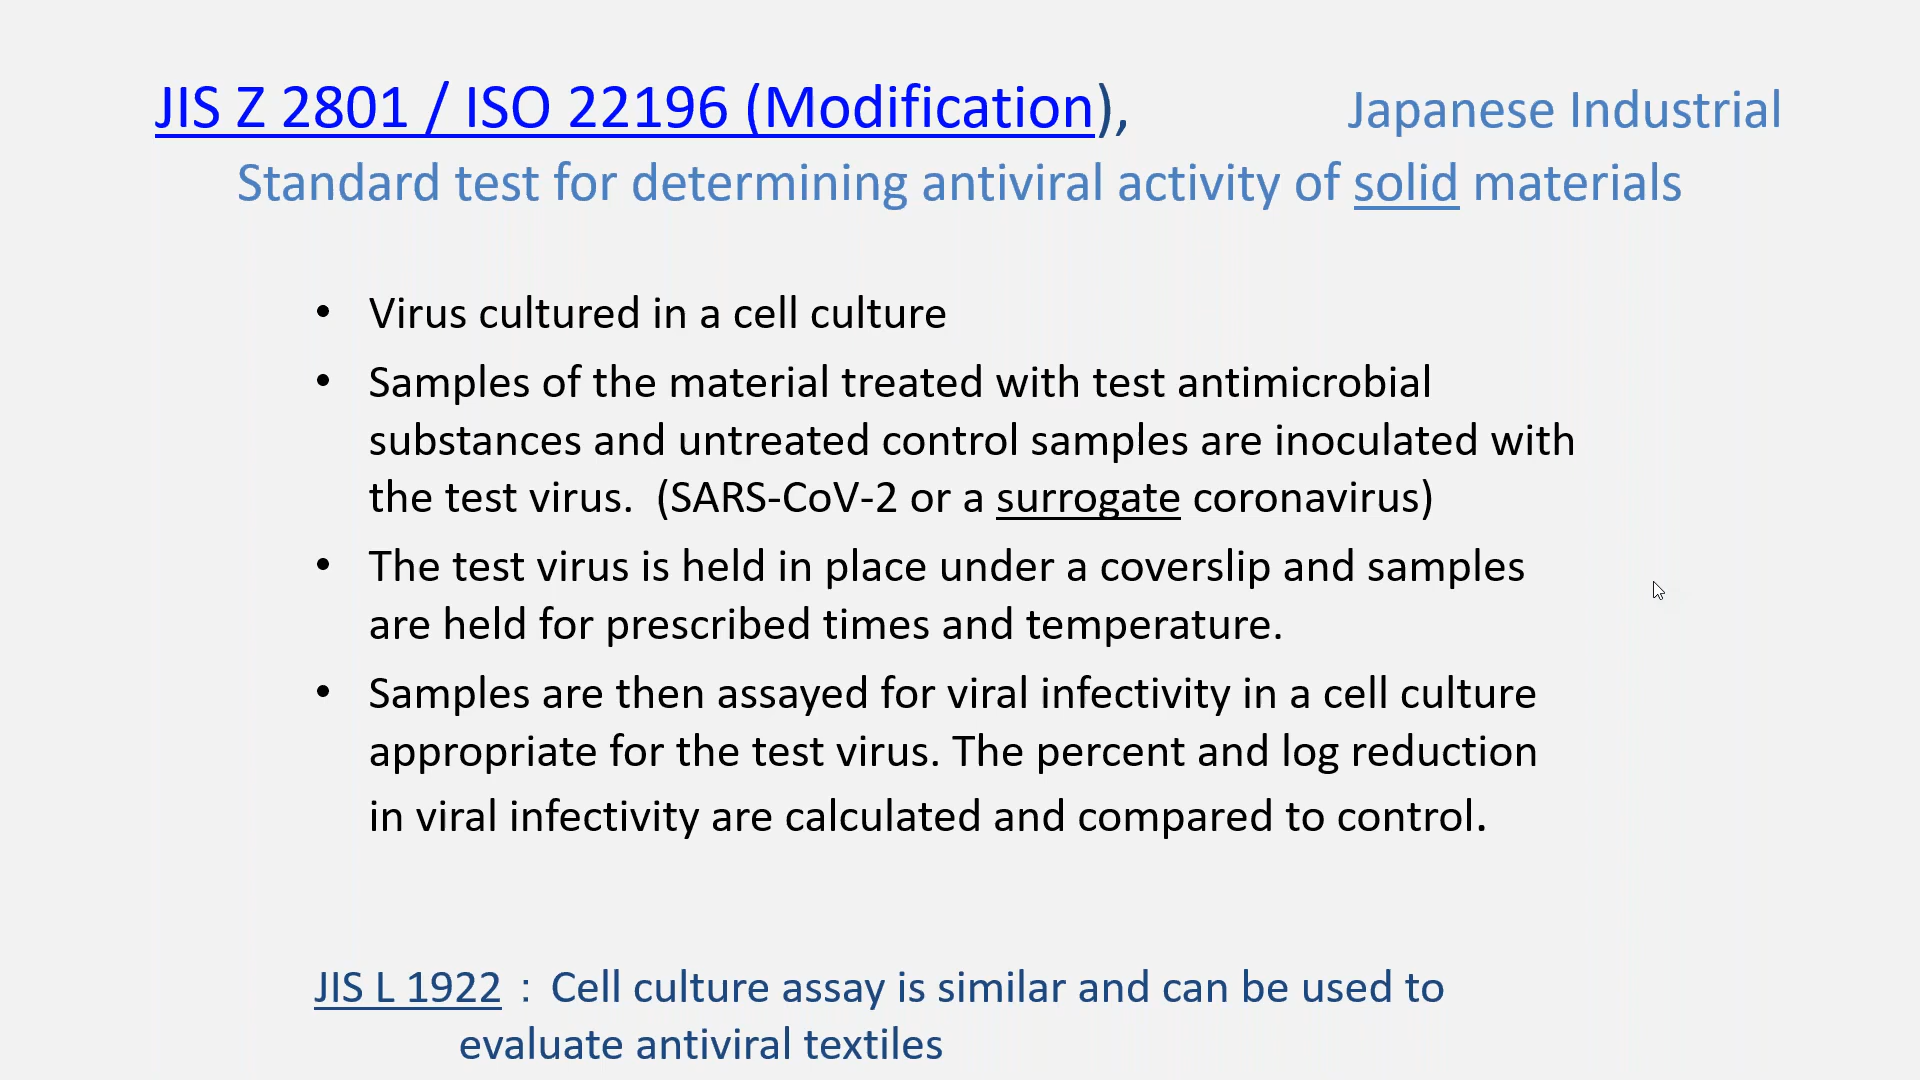 JIS Z 2801 / ISO 22196 (Modification), Japanese Industrial
Standard test for determining antiviral activity of solid materials
• Virus cultured in a cell culture
• Samples of the material treated with test antimicrobial
substances and untreated control samples are inoculated with
the test virus. (SARS-CoV-2 or a surrogate coronavirus)
• The test virus is held in place under a coverslip and samples
are held for prescribed times and temperature.
• Samples are then assayed for viral infectivity in a cell culture
appropriate for the test virus. The percent and log reduction
in viral infectivity are calculated and compared to control.
JIS L 1922 : Cell culture assay is similar and can be used to
evaluate antiviral textiles